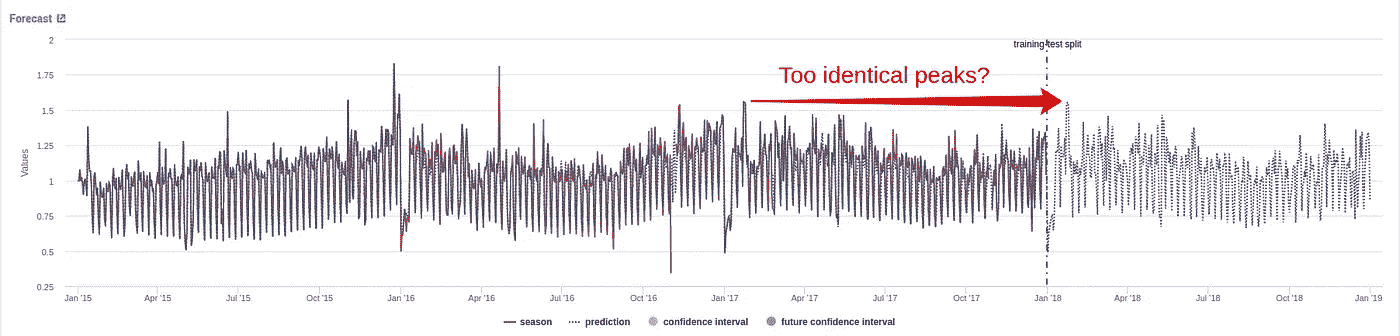 Forecast
training-test split
Too identical peaks?
Values
2
1.75
1.5
1.25
1
0.75
0.5
0.25
Jan '15 Apr '15 Jul '15 Oct '15 Jan '16 Apr '16 Jul '16 Oct '16 Jan '17 Apr '17 Jul '17 Oct '17 Jan '18 Apr '18 Jul '18 Oct '18 Jan '19
season prediction confidence interval future confidence interval